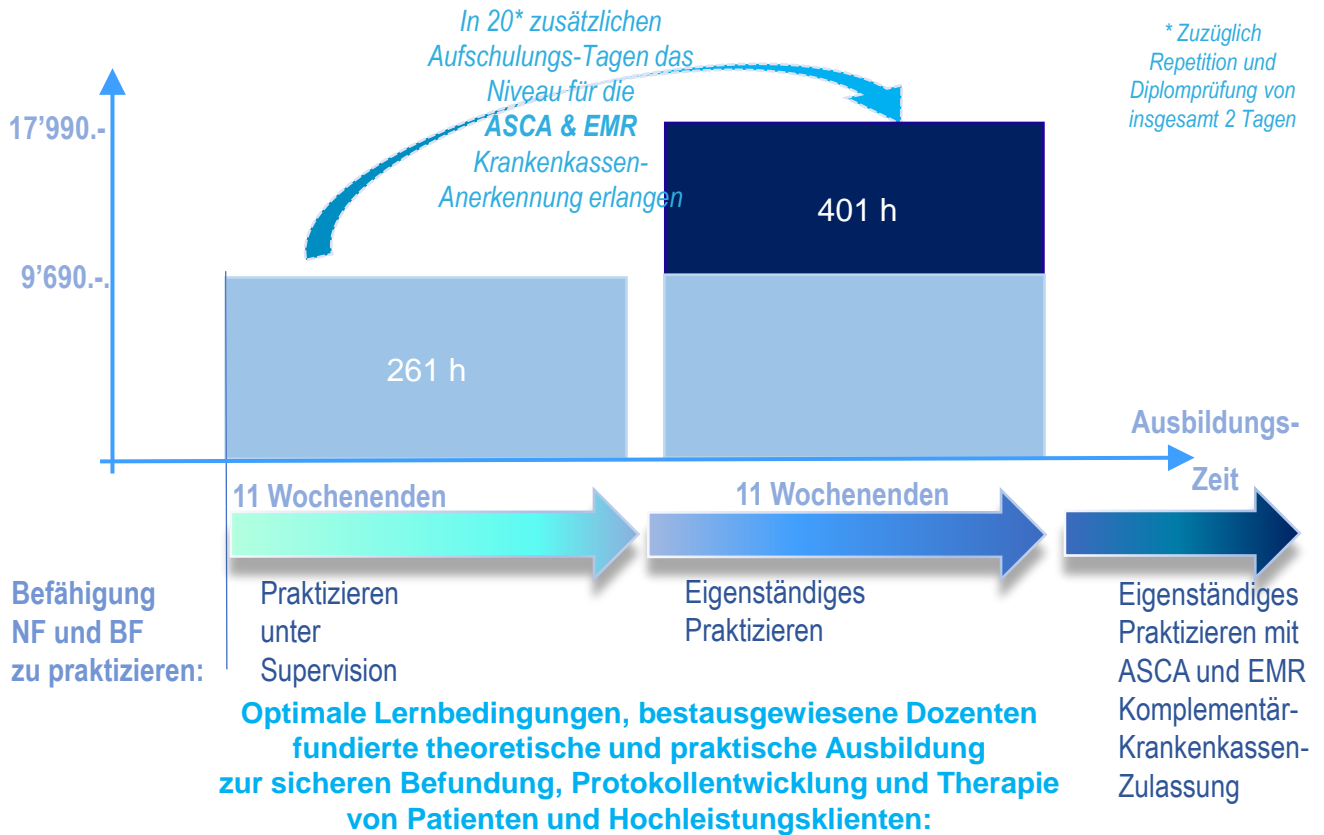 In 20* zusätzlichen
Aufschulungs-Tagen das
Niveau für die
ASCA & EMR
Krankenkassen-
Anerkennung erlangen
* Zuzüglich
Repetition und
Diplomprüfung von
insgesamt 2 Tagen
17’990.-
401 h
9’690.-.
261 h
Ausbildungs-
Zeit
11 Wochenenden
11 Wochenenden
Befähigung
NF und BF
zu praktizieren:
Praktizieren
unter
Supervision
Eigenständiges
Praktizieren
Eigenständiges
Praktizieren mit
ASCA und EMR
Komplementär-
Krankenkassen-
Zulassung
Optimale Lernbedingungen, bestausgewiesene Dozenten
fundierte theoretische und praktische Ausbildung
zur sicheren Befundung, Protokollentwicklung und Therapie
von Patienten und Hochleistungsklienten: